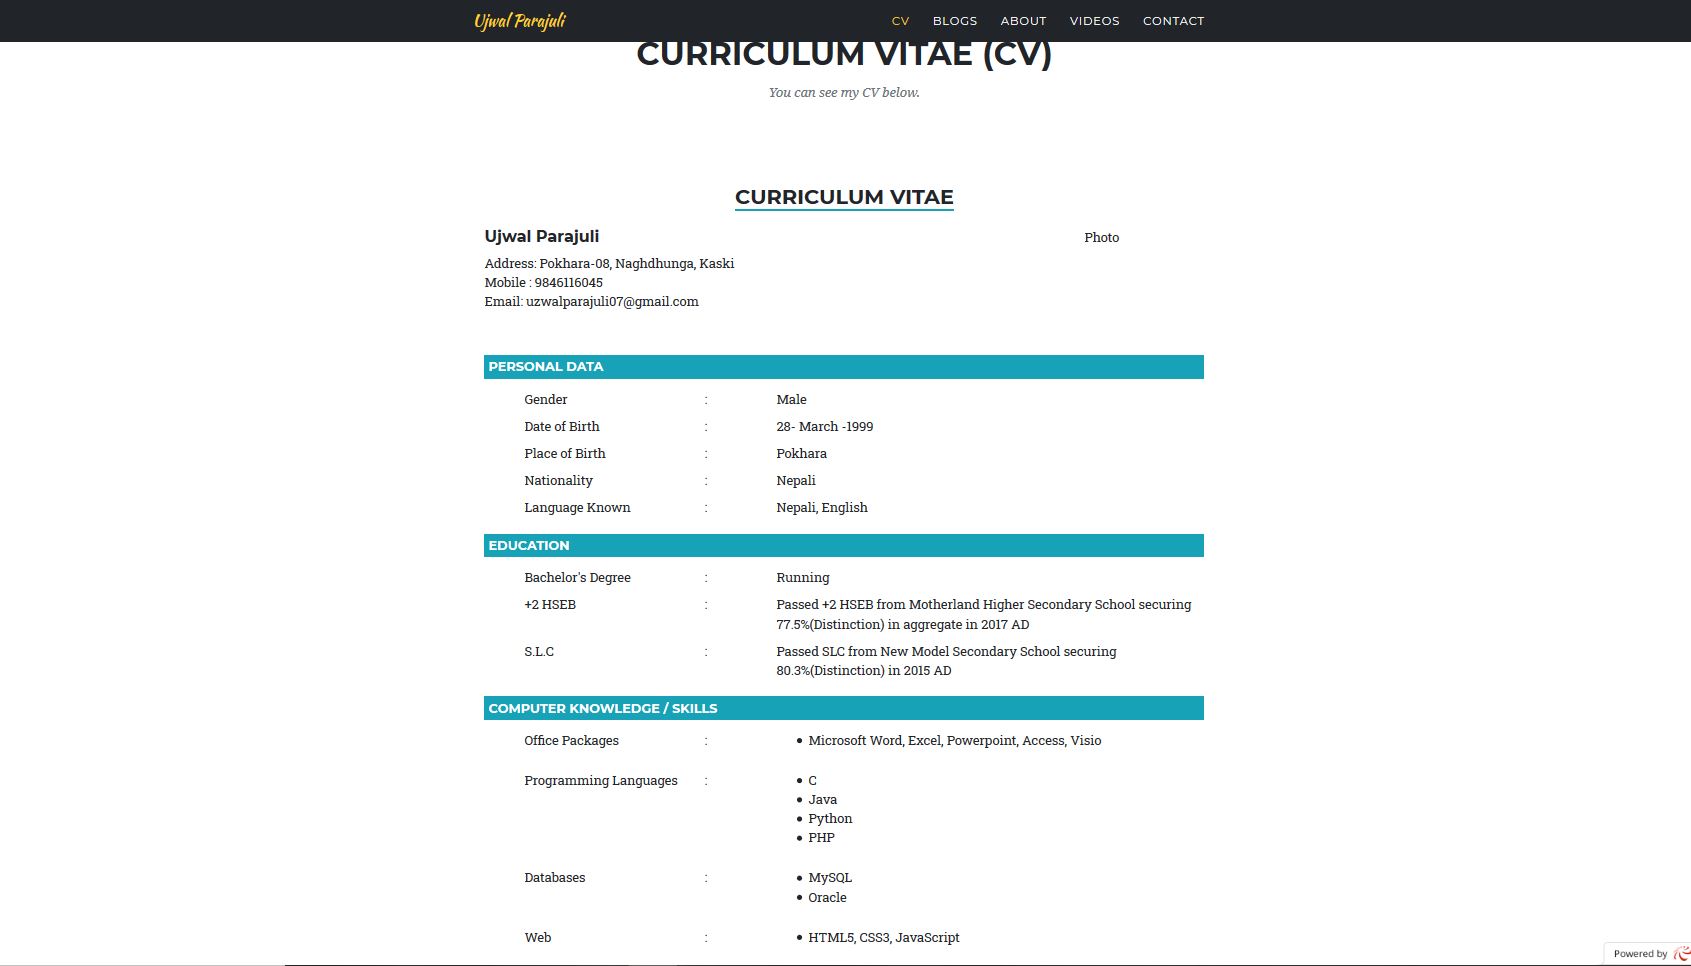 Ujwal Parajuli
CV BLOGS ABOUT VIDEOS CONTACT
CURRICULUM VITAE (CV)
You can see my CV below.
CURRICULUM VITAE
Ujwal Parajuli
Photo
Address: Pokhara-08, Naghdhunga, Kaski
Mobile : 9846116045
Email: uzwalparajuli07@gmail.com
PERSONAL DATA
Gender : Male
Date of Birth : 28- March -1999
Place of Birth : Pokhara
Nationality : Nepali
Language Known : Nepali, English
EDUCATION
Bachelor's Degree : Running
+2 HSEB : Passed +2 HSEB from Motherland Higher Secondary School securing
77.5%(Distinction) in aggregate in 2017 AD
S.L.C : Passed SLC from New Model Secondary School securing
80.3%(Distinction) in 2015 AD
COMPUTER KNOWLEDGE / SKILLS
Office Packages : • Microsoft Word, Excel, Powerpoint, Access, Visio
Programming Languages : • C
• Java
• Python
• PHP
Databases : • MySQL
• Oracle
Web : • HTML5, CSS3, JavaScript
Powered by